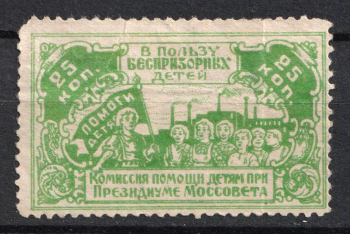 В ПОЛЬЗУ
БЕСПРИЗОРНЫХ
ДЕТЕЙ
25 КОП.
25 КОП.
ПОМОГИ
ДЕТЯМ
КОМИССИЯ ПОМОЩИ ДЕТЯМ ПРИ
ПРЕЗИДИУМЕ МОССОВЕТА